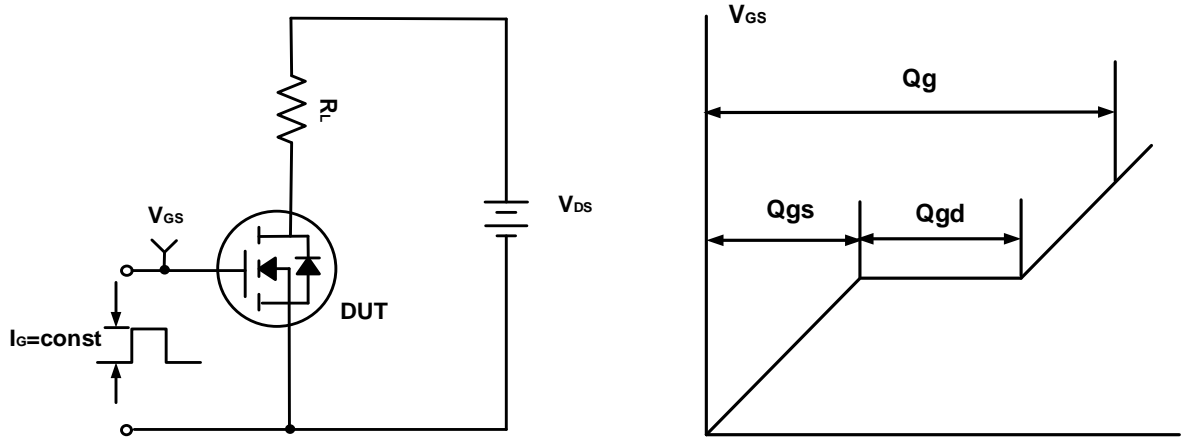 RL
VGS
VDS
DUT
IG=const
VGS
Qg
Qgs
Qgd